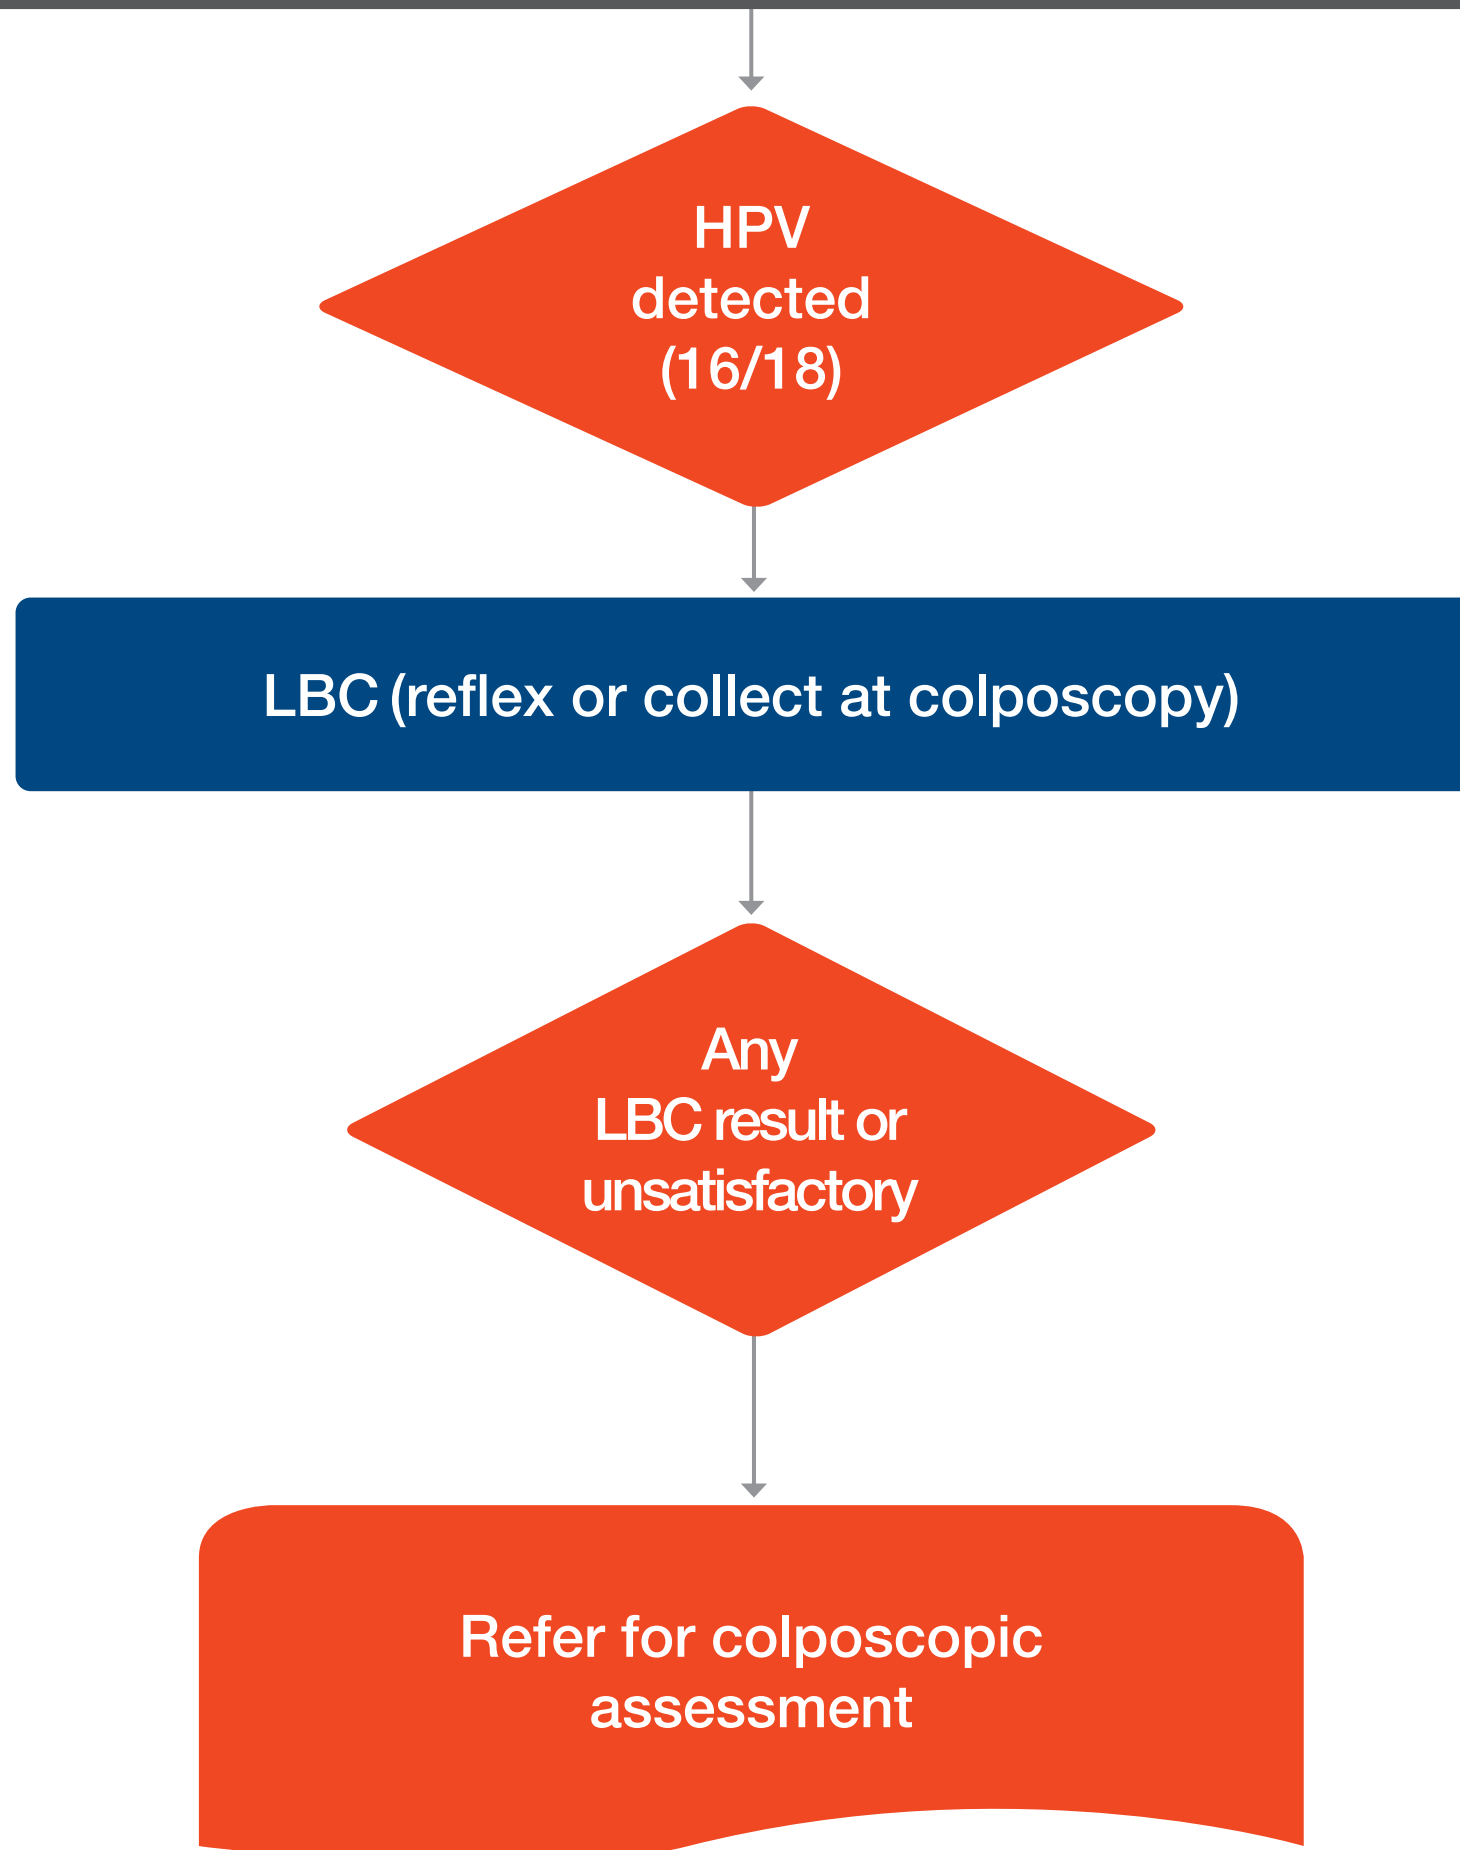 HPV
detected
(16/18)
LBC (reflex or collect at colposcopy)
Any
LBC result or
unsatisfactory
Refer for colposcopic
assessment